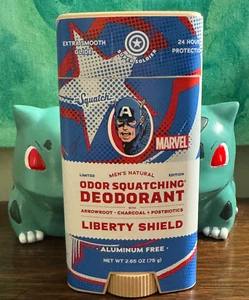 EXTRA SMOOTH
GLIDE
24 HOUR
PROTECTION
Squatch
MARVEL
LIMITED
EDITION
MEN'S NATURAL
ODOR SQUATCHING®
DEODORANT
WITH
ARROWROOT • CHARCOAL + POSTBIOTICS
LIBERTY SHIELD
• ALUMINUM FREE •
NET WT 2.65 OZ (75 g)